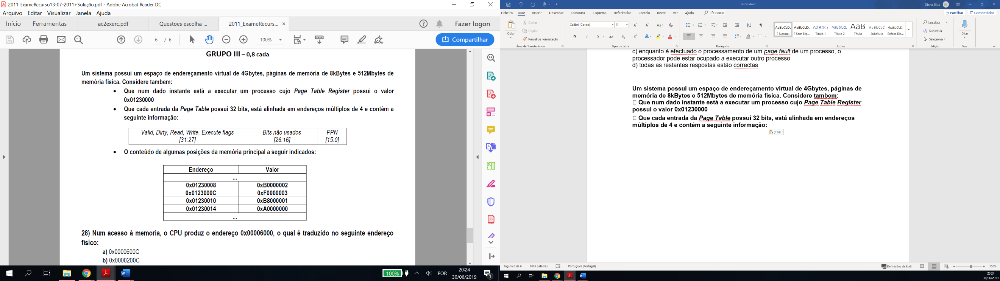 2011_ExameRecurso13-07-2011+Solução.pdf - Adobe Acrobat Reader DC
Arquivo Editar Visualizar Janela Ajuda
Início Ferramentas ac2exerc.pdf Questoes escolha ... 2011_ExameRecurs... × Fazer logon
6 / 6 100% Compartilhar
GRUPO III – 0,8 cada
Um sistema possui um espaço de endereçamento virtual de 4Gbytes, páginas de memória de 8kBytes e 512Mbytes de
memória física. Considere tambem:
• Que num dado instante está a executar um processo cujo Page Table Register possui o valor
0x01230000
• Que cada entrada da Page Table possui 32 bits, está alinhada em endereços múltiplos de 4 e contém a
seguinte informação:
Valid, Dirty, Read, Write, Execute flags Bits não usados PPN
[31:27] [26:16] [15:0]
• O conteúdo de algumas posições da memória principal a seguir indicados:
Endereço Valor
...
0x01230008 0xB0000002
0x0123000C 0xF0000003
0x01230010 0xB8000001
0x01230014 0xA0000000
...
28) Num acesso à memoria, o CPU produz o endereço 0x00006000, o qual é traduzido no seguinte endereço
físico:
a) 0x0000600C
b) 0x0000200C
100% POR 20:24
30/06/2019 1
testes.docx Diana Silva DS
Ficheiro Base Inserir Desenhar Estrutura Esquema Referências Correio Rever Ver Ajuda Procurar Partilhar Comentários
Colar Cortar
Copiar
Pincel de Formatação
Área de Transferência
Calibri (Corpo) 11
N I S ab x₂ x² A A
Tipo de Letra
Parágrafo
AaBbCcDc AaBbCcDc AaBbCc AaBbCcD AaB AaBbCcD AaBbCcDc
¶ Normal ¶ Sem Esp... Título 1 Título 2 Título Subtítulo Ênfase Dis...
Estilos
Localizar
Substituir
Selecionar
Edição
Ditar
Voz
c) enquanto é efectuado o processamento de um page fault de um processo, o
processador pode estar ocupado a executar outro processo
d) todas as restantes respostas estão correctas
Um sistema possui um espaço de endereçamento virtual de 4Gbytes, páginas de
memória de 8kBytes e 512Mbytes de memória física. Considere tambem:
Que num dado instante está a executar um processo cujo Page Table Register
possui o valor 0x01230000
Que cada entrada da Page Table possui 32 bits, está alinhada em endereços
múltiplos de 4 e contém a seguinte informação:
(Ctrl)
Página 6 de 6 1865 palavras Português (Portugal) Definições de Ecrã 156%
20:24
30/06/2019